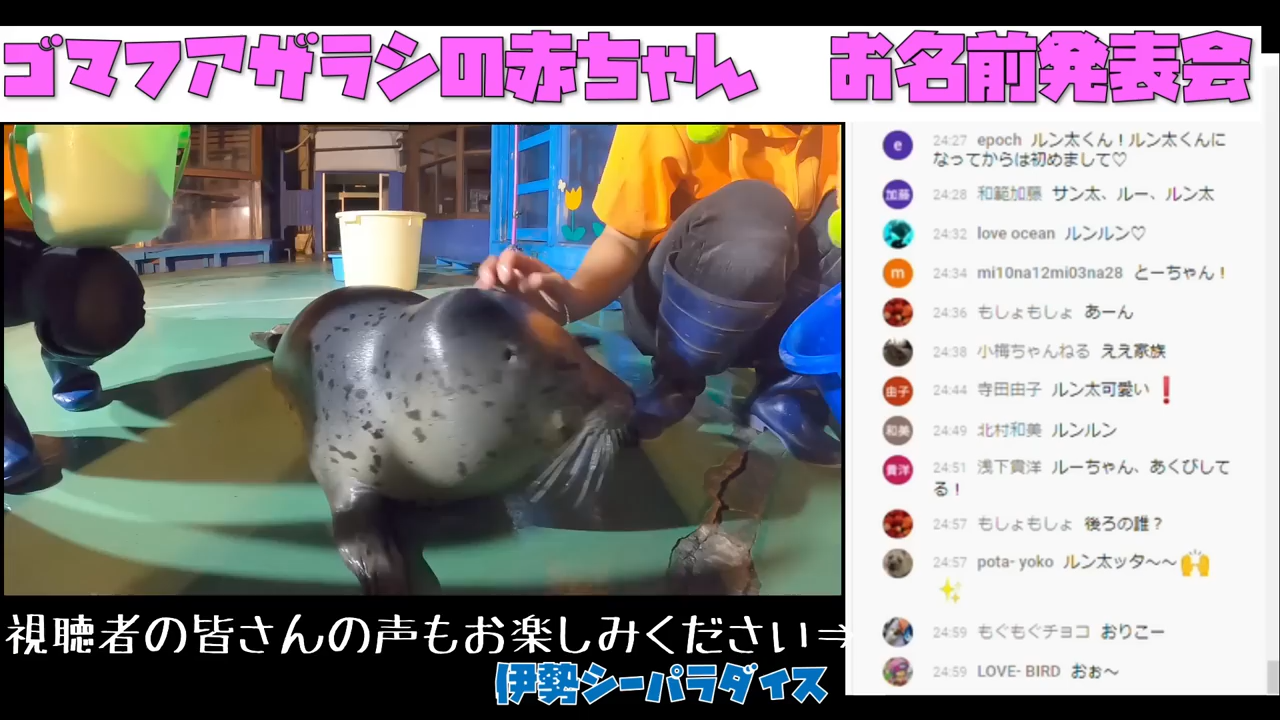 ゴマフアザラシの赤ちゃん　お名前発表会
24:27 epoch ルン太くん！ルン太くんに
なってからは初めまして♡
24:28 和範加藤 サン太、ルー、ルン太
24:32 love ocean ルンルン♡
24:34 mi10na12mi03na28 とーちゃん！
24:36 もしょもしょ あーん
24:38 小梅ちゃんねる ええ家族
24:44 寺田由子 ルン太可愛い❗
24:49 北村和美 ルンルン
24:51 浅下貴洋 ルーちゃん、あくびして
る！
24:57 もしょもしょ 後ろの誰？
24:57 pota- yoko ルン太ッタ〜〜🙌
✨
24:59 もぐもぐチョコ おりこー
24:59 LOVE- BIRD おぉ〜
e
加藤
m
由子
和美
貴洋
視聴者の皆さんの声もお楽しみください⇒
伊勢シーパラダイス